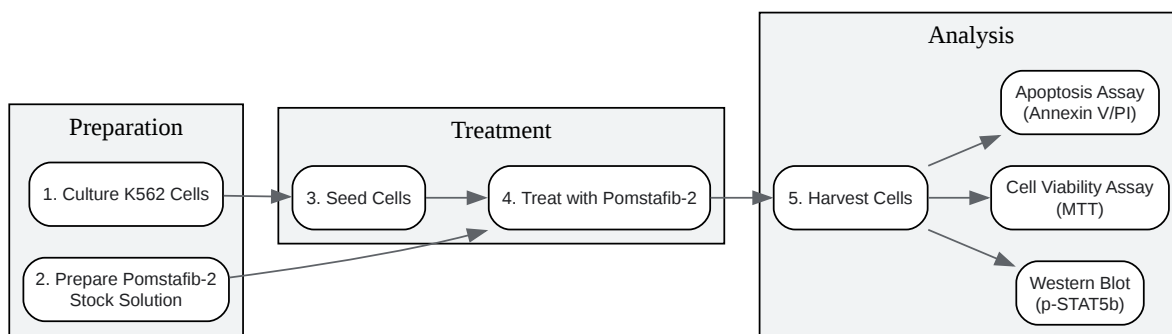 Preparation
1. Culture K562 Cells
2. Prepare Pomstafib-2
Stock Solution
Treatment
3. Seed Cells
4. Treat with Pomstafib-2
Analysis
5. Harvest Cells
Apoptosis Assay
(Annexin V/PI)
Cell Viability Assay
(MTT)
Western Blot
(p-STAT5b)